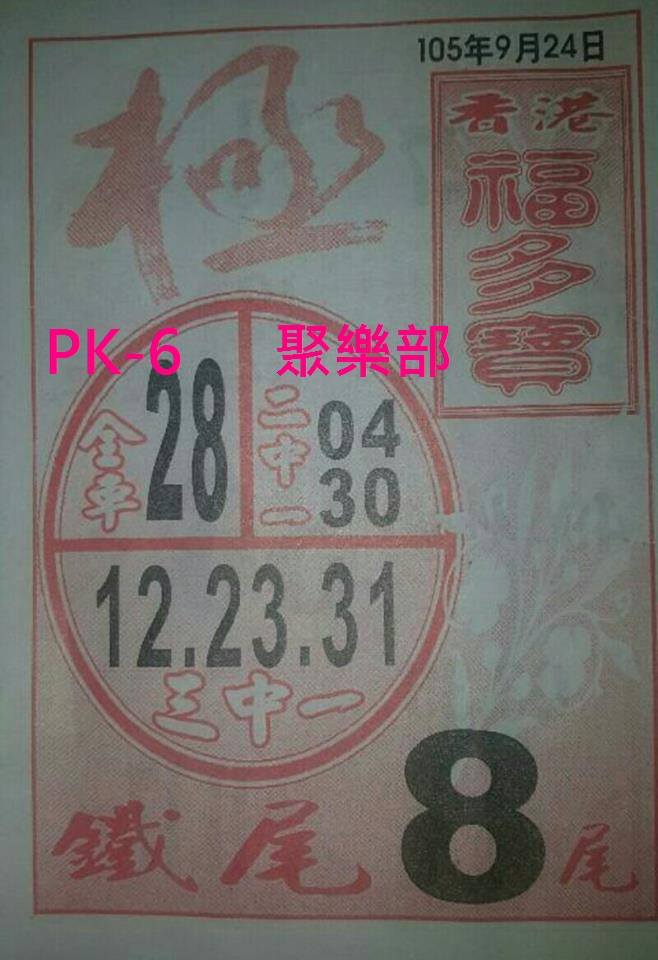 105年9月24日
極
香港
福多寶
PK-6 聚樂部
全車 28
二中一 04 30
12.23.31
三中一
鐵尾 8 尾